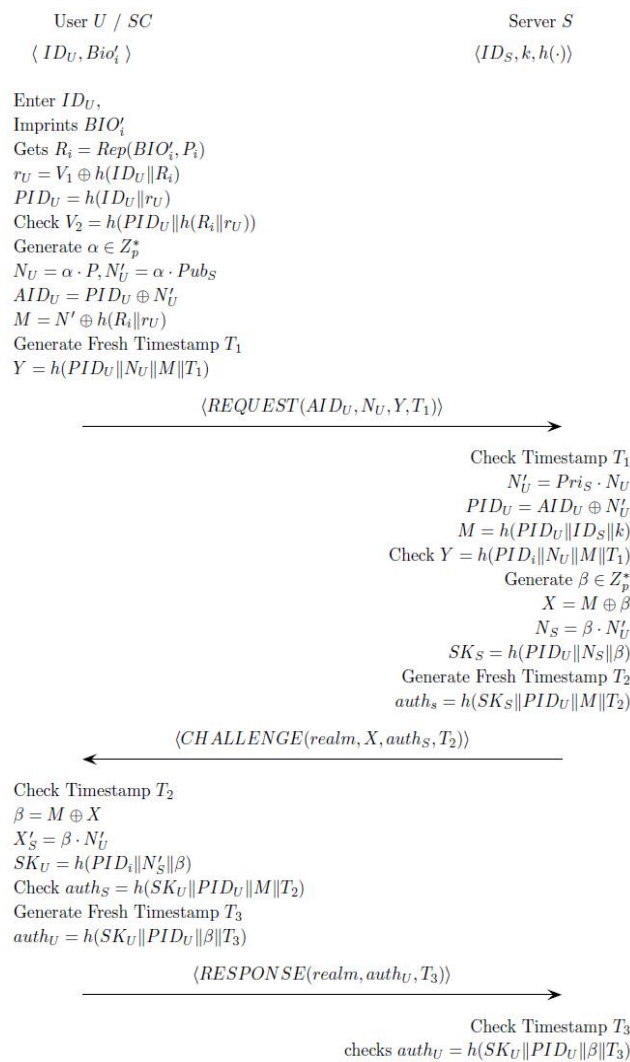 User U / SC
Server S
⟨ ID_U, Bio′_i ⟩
⟨ID_S, k, h(·)⟩
Enter ID_U,
Imprints BIO′_i
Gets R_i = Rep(BIO′_i, P_i)
r_U = V_1 ⊕ h(ID_U‖R_i)
PID_U = h(ID_U‖r_U)
Check V_2 = h(PID_U‖h(R_i‖r_U))
Generate α ∈ Z*_p
N_U = α · P, N′_U = α · Pub_S
AID_U = PID_U ⊕ N′_U
M = N′ ⊕ h(R_i‖r_U)
Generate Fresh Timestamp T_1
Y = h(PID_U‖N_U‖M‖T_1)
⟨REQUEST(AID_U, N_U, Y, T_1)⟩
Check Timestamp T_1
N′_U = Pri_S · N_U
PID_U = AID_U ⊕ N′_U
M = h(PID_U‖ID_S‖k)
Check Y = h(PID_i‖N_U‖M‖T_1)
Generate β ∈ Z*_p
X = M ⊕ β
N_S = β · N′_U
SK_S = h(PID_U‖N_S‖β)
Generate Fresh Timestamp T_2
auth_s = h(SK_S‖PID_U‖M‖T_2)
⟨CHALLENGE(realm, X, auth_S, T_2)⟩
Check Timestamp T_2
β = M ⊕ X
X′_S = β · N′_U
SK_U = h(PID_i‖N′_S‖β)
Check auth_S = h(SK_U‖PID_U‖M‖T_2)
Generate Fresh Timestamp T_3
auth_U = h(SK_U‖PID_U‖β‖T_3)
⟨RESPONSE(realm, auth_U, T_3)⟩
Check Timestamp T_3
checks auth_U = h(SK_U‖PID_U‖β‖T_3)